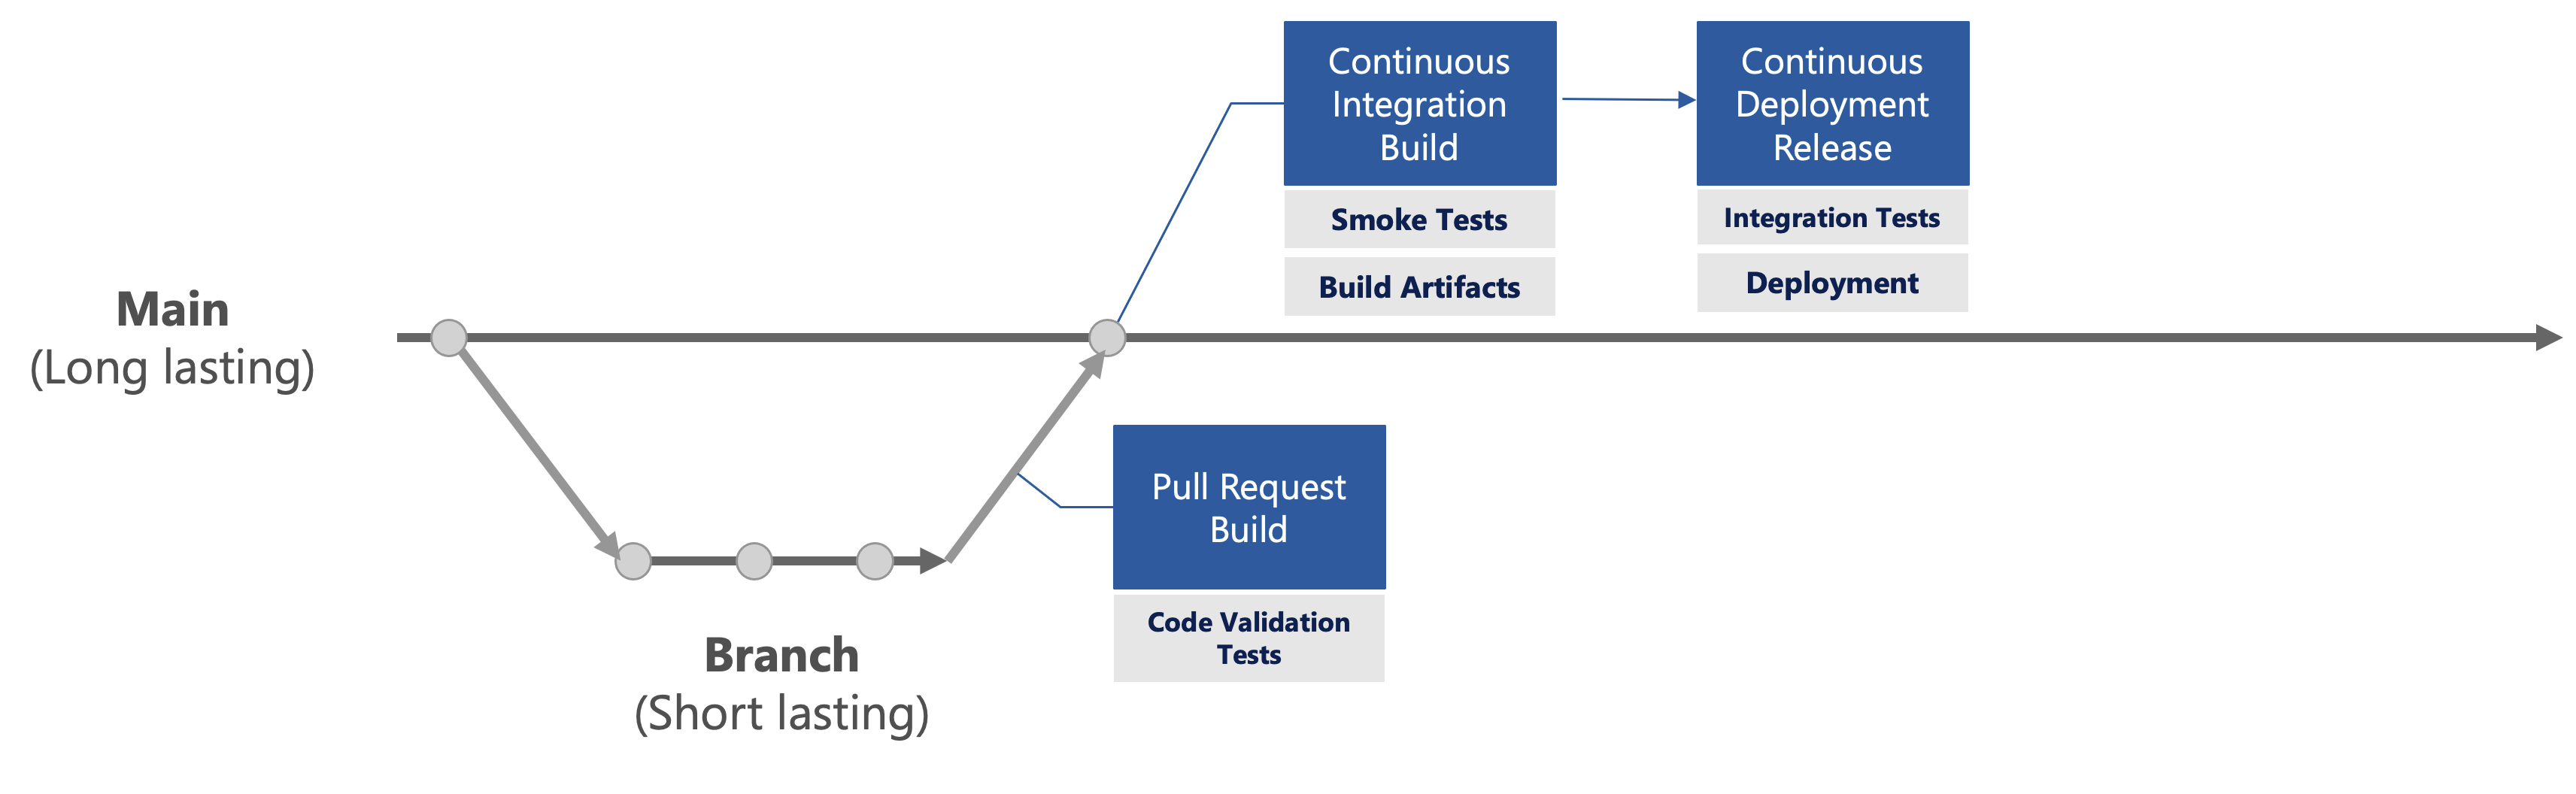 Continuous
Integration
Build
Smoke Tests
Build Artifacts
Continuous
Deployment
Release
Integration Tests
Deployment
Main
(Long lasting)
Pull Request
Build
Code Validation
Tests
Branch
(Short lasting)